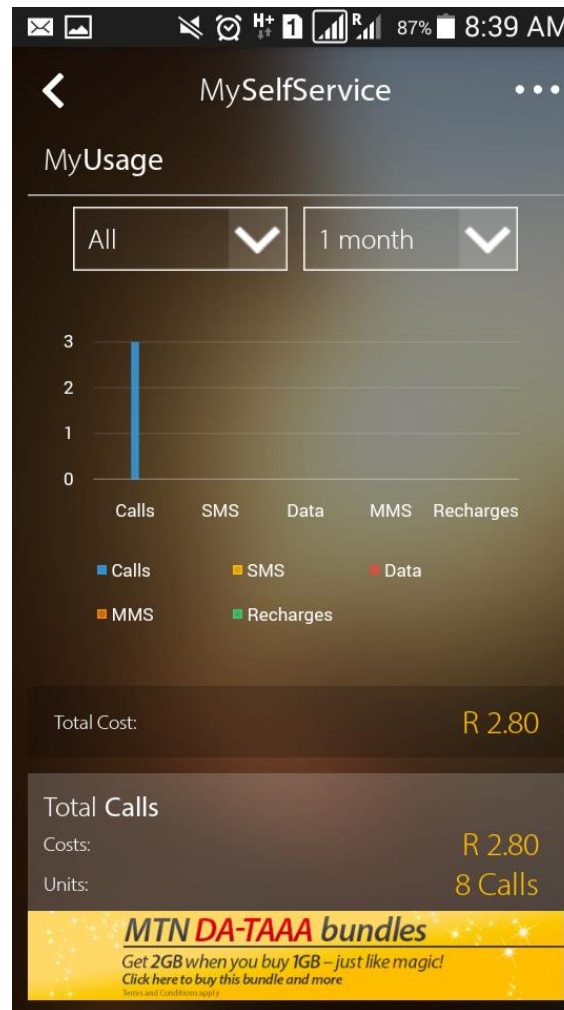 H+ 1 R 87% 8:39 AM
MySelfService
MyUsage
All 1 month
3
2
1
0
Calls SMS Data MMS Recharges
Calls SMS Data
MMS Recharges
Total Cost: R 2.80
Total Calls
Costs: R 2.80
Units: 8 Calls
MTN DA-TAAA bundles
Get 2GB when you buy 1GB – just like magic!
Click here to buy this bundle and more
Terms and Conditions apply